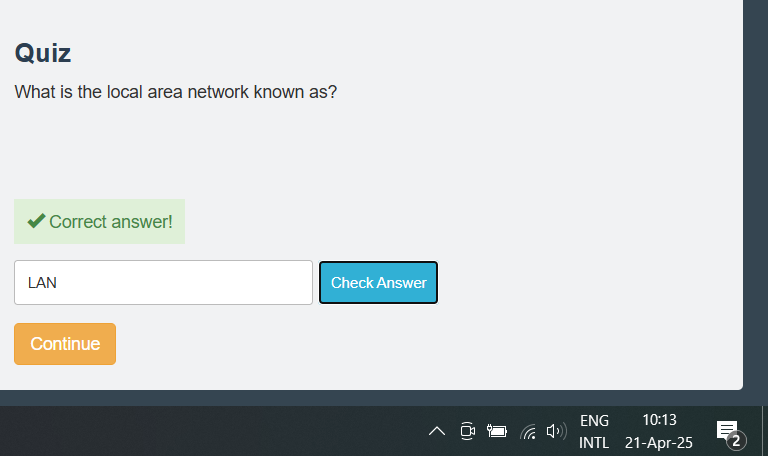 Quiz
What is the local area network known as?
Correct answer!
LAN
Check Answer
Continue
ENG
INTL
10:13
21-Apr-25
2